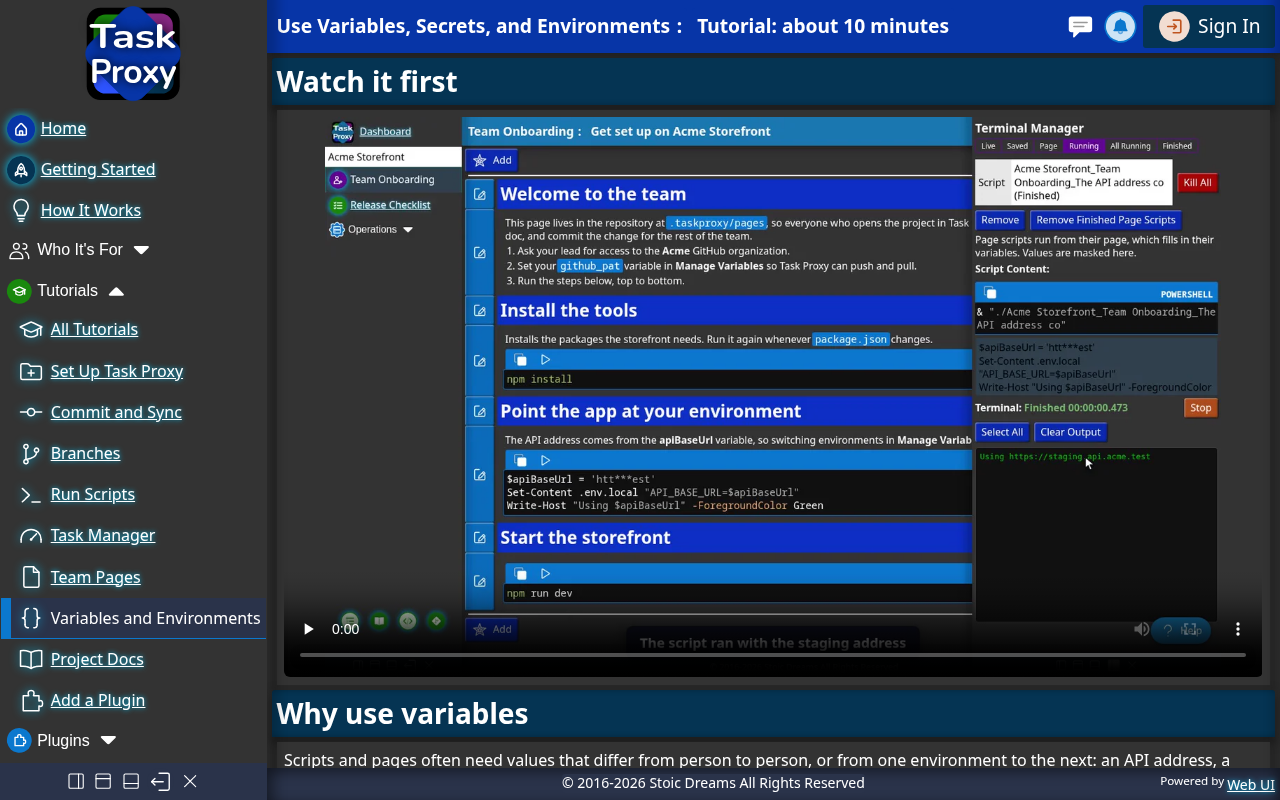 Task
Proxy
Home
Getting Started
How It Works
Who It's For
Tutorials
All Tutorials
Set Up Task Proxy
Commit and Sync
Branches
Run Scripts
Task Manager
Team Pages
Variables and Environments
Project Docs
Add a Plugin
Plugins
Use Variables, Secrets, and Environments : Tutorial: about 10 minutes
Sign In
Watch it first
Task
Proxy
Dashboard
Acme Storefront
Team Onboarding
Release Checklist
Operations
Team Onboarding : Get set up on Acme Storefront
Add
Welcome to the team
This page lives in the repository at .taskproxy/pages, so everyone who opens the project in Task
doc, and commit the change for the rest of the team.
1. Ask your lead for access to the Acme GitHub organization.
2. Set your github_pat variable in Manage Variables so Task Proxy can push and pull.
3. Run the steps below, top to bottom.
Install the tools
Installs the packages the storefront needs. Run it again whenever package.json changes.
npm install
Point the app at your environment
The API address comes from the apiBaseUrl variable, so switching environments in Manage Variab
$apiBaseUrl = 'htt***est'
Set-Content .env.local "API_BASE_URL=$apiBaseUrl"
Write-Host "Using $apiBaseUrl" -ForegroundColor Green
Start the storefront
npm run dev
Add
The script ran with the staging address
Terminal Manager
Live Saved Page Running All Running Finished
Script
Acme Storefront_Team
Onboarding_The API address co
(Finished)
Kill All
Remove
Remove Finished Page Scripts
Page scripts run from their page, which fills in their
variables. Values are masked here.
Script Content:
POWERSHELL
& "./Acme Storefront_Team Onboarding_The
API address co"
$apiBaseUrl = 'htt***est'
Set-Content .env.local
"API_BASE_URL=$apiBaseUrl"
Write-Host "Using $apiBaseUrl" -ForegroundColor
Terminal: Finished 00:00:00.473
Stop
Select All
Clear Output
Using https://staging.api.acme.test
0:00
? Help
Why use variables
Scripts and pages often need values that differ from person to person, or from one environment to the next: an API address, a
© 2016-2026 Stoic Dreams All Rights Reserved
Powered by Web UI